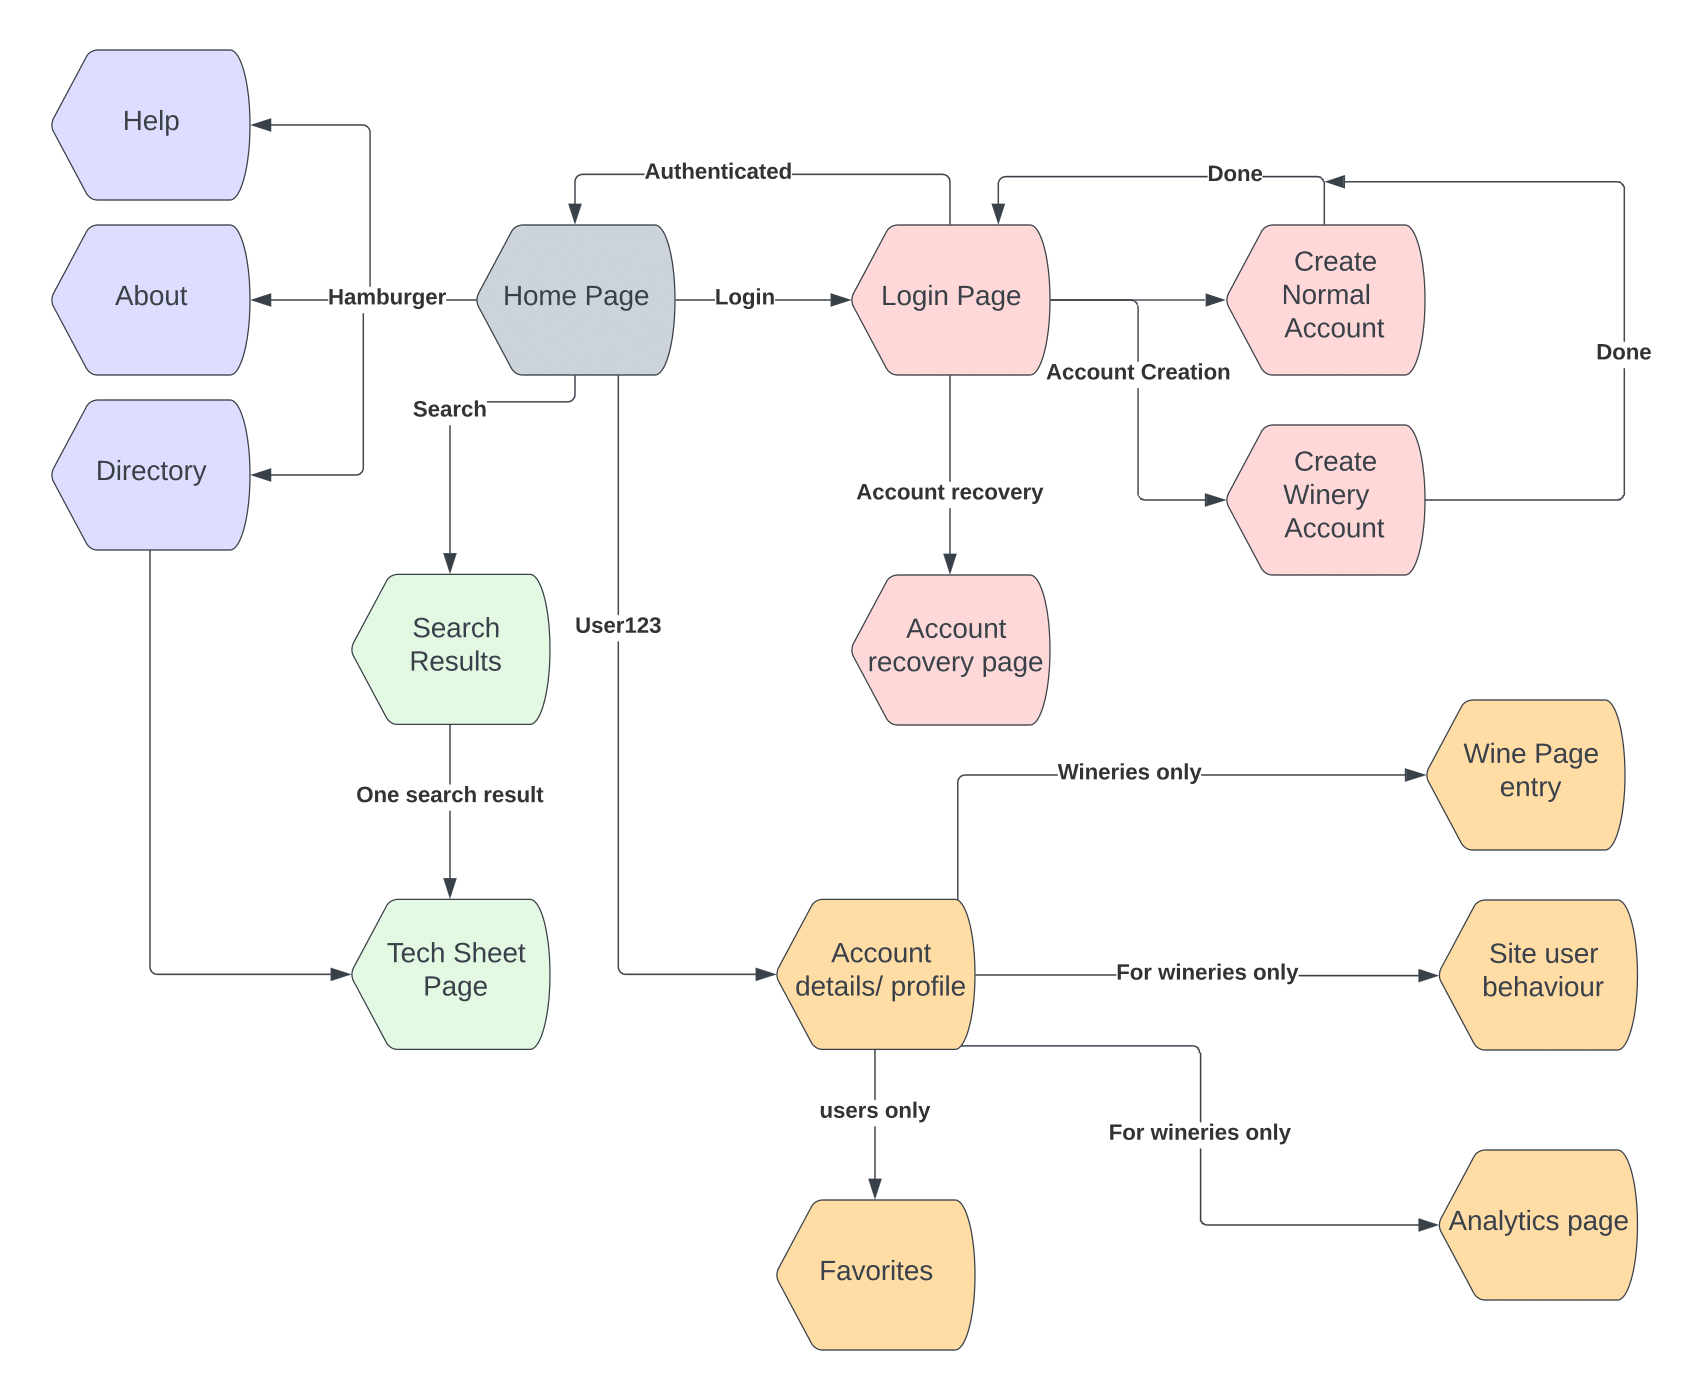 Help
Authenticated
Done
About
Hamburger
Home Page
Login
Login Page
Create
Normal
Account
Done
Account Creation
Search
Directory
Create
Winery
Account
Account recovery
Search
Results
User123
Account
recovery page
One search result
Wineries only
Wine Page
entry
Tech Sheet
Page
Account
details/ profile
For wineries only
Site user
behaviour
users only
For wineries only
Analytics page
Favorites